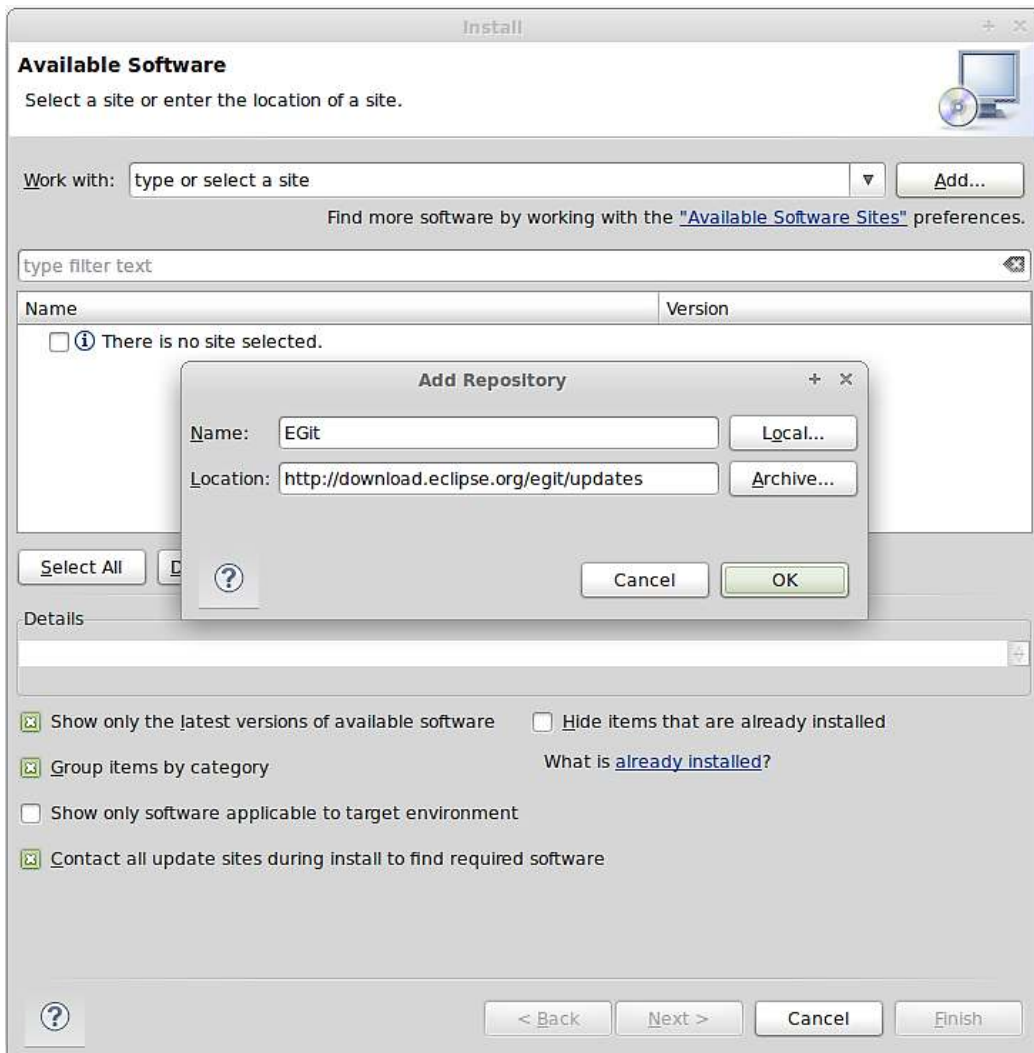 Install
Available Software
Select a site or enter the location of a site.
Work with: type or select a site Add...
Find more software by working with the "Available Software Sites" preferences.
type filter text
Name Version
There is no site selected.
Add Repository
Name: EGit Local...
Location: http://download.eclipse.org/egit/updates Archive...
Cancel OK
Select All D
Details
Show only the latest versions of available software Hide items that are already installed
Group items by category What is already installed?
Show only software applicable to target environment
Contact all update sites during install to find required software
< Back Next > Cancel Finish